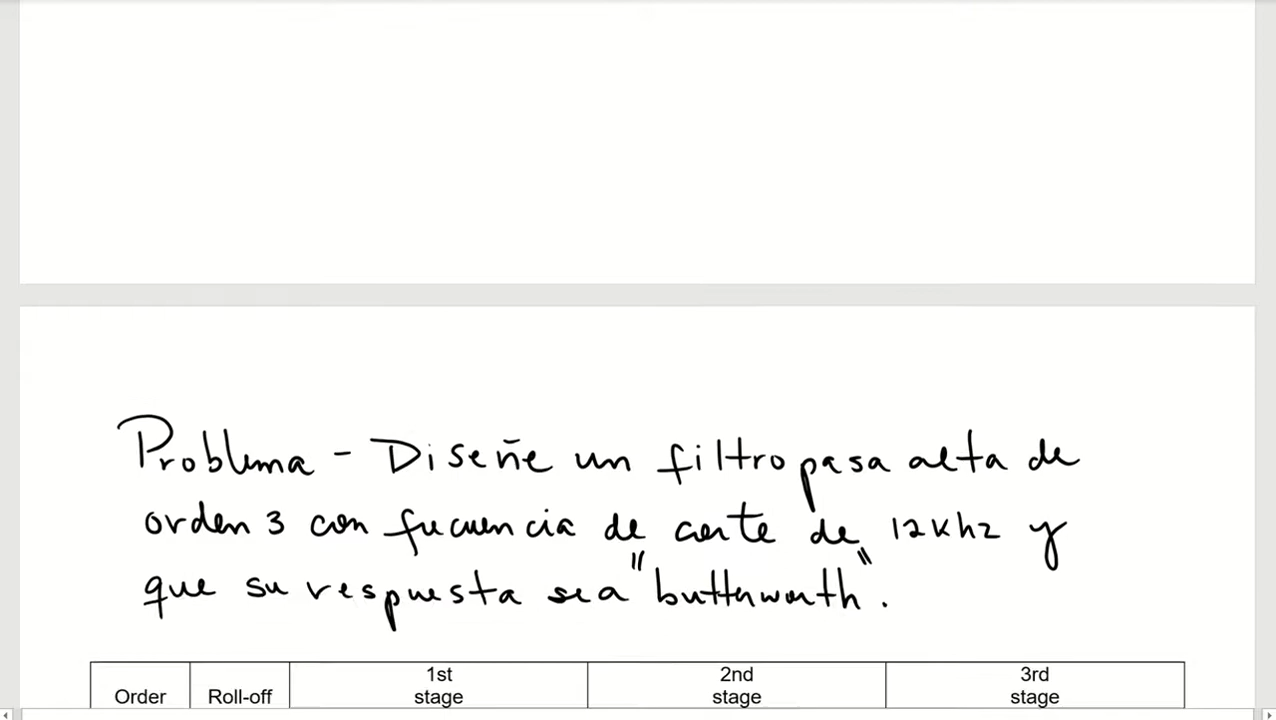 Problema - Diseñe un filtro pasa alta de
orden 3 con frecuencia de corte de 12khz y
que su respuesta sea "butterworth".
Order Roll-off 1st stage 2nd stage 3rd stage